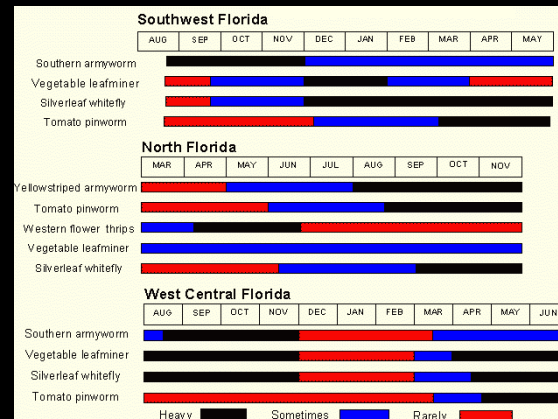 Southwest Florida
AUG SEP OCT NOV DEC JAN FEB MAR APR MAY
Southern armyworm
Vegetable leafminer
Silverleaf whitefly
Tomato pinworm
North Florida
MAR APR MAY JUN JUL AUG SEP OCT NOV
Yellowstriped armyworm
Tomato pinworm
Western flower thrips
Vegetable leafminer
Silverleaf whitefly
West Central Florida
AUG SEP OCT NOV DEC JAN FEB MAR APR MAY JUN
Southern armyworm
Vegetable leafminer
Silverleaf whitefly
Tomato pinworm
Heavy Sometimes Rarely